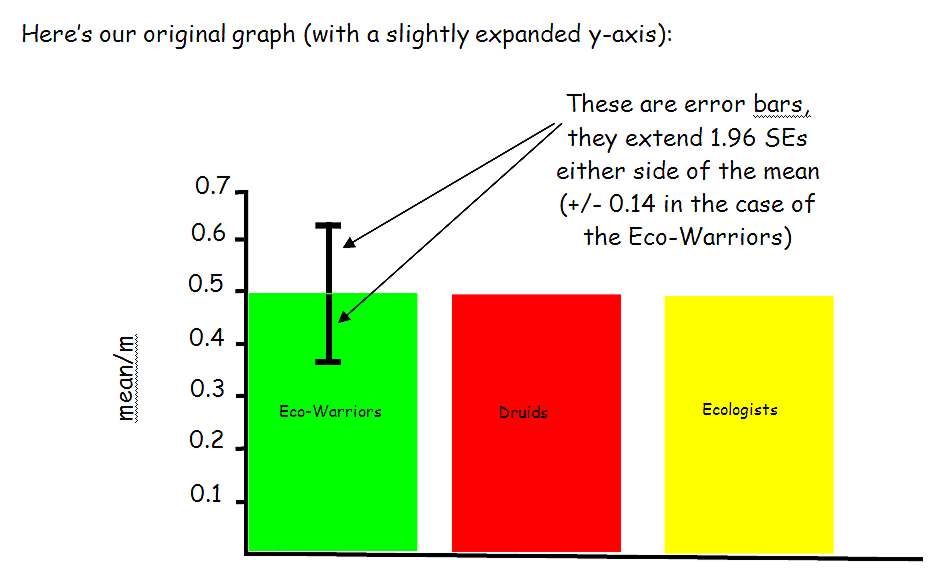 Here's our original graph (with a slightly expanded y-axis):
These are error bars,
they extend 1.96 SEs
either side of the mean
(+/- 0.14 in the case of
the Eco-Warriors)
0.7
0.6
0.5
0.4
0.3
0.2
0.1
mean/m
Eco-Warriors
Druids
Ecologists